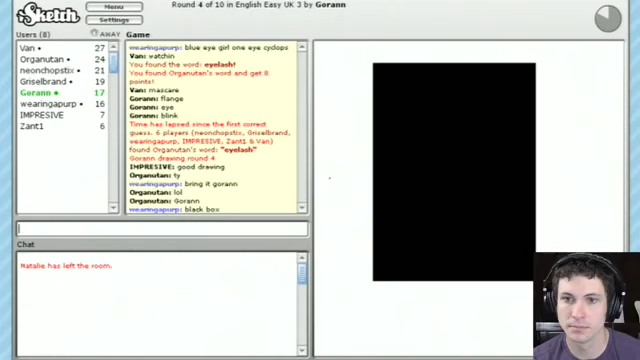 Round 4 of 10 in English Easy UK 3 by Gorann
iSketch
Menu
Settings
Users (8)
AWAY
Game
Van • 27
Organutan • 24
neonchopstix • 21
Griselbrand • 19
Gorann • 17
wearingapurp • 16
IMPRESIVE 7
Zant1 6
wearingapurp: blue eye girl one eye cyclops
Van: watchin
You found the word: eyelash!
You found Organutan's word and get 8
points!
Van: mascare
Gorann: flange
Gorann: eye
Gorann: blink
Time has lapsed since the first correct
guess. 6 players (neonchopstix, Griselbrand,
wearingapurp, IMPRESIVE, Zant1 & Van)
found Organutan's word: "eyelash"
Gorann drawing round 4
IMPRESIVE: good drawing
Organutan: ty
wearingapurp: bring it gorann
Organutan: lol
Organutan: Gorann
wearingapurp: black box
Chat
Natalie has left the room.